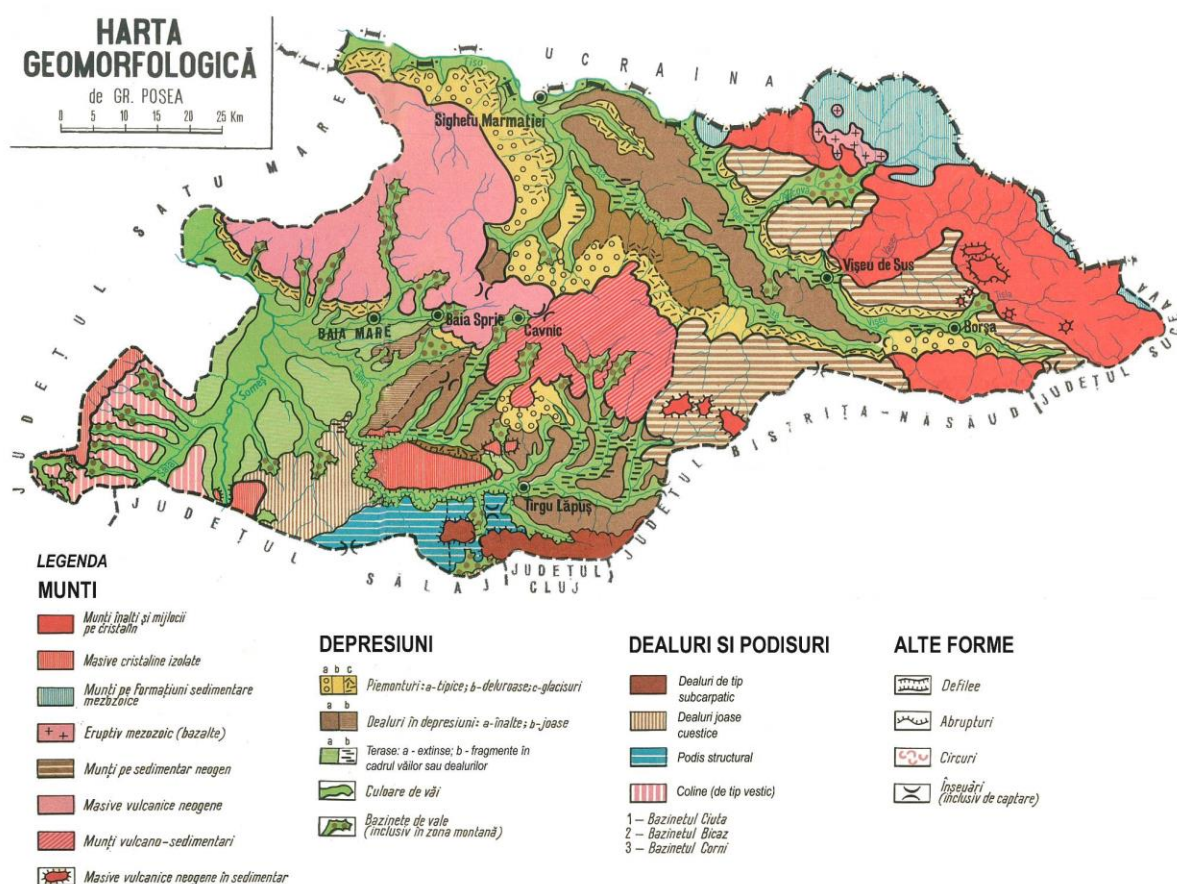 HARTA
GEOMORFOLOGICĂ
de GR. POSEA
0 5 10 15 20 25 Km
UCRAINA
JUDEȚUL SATU MARE
Tisa
Sighetu Marmației
Vișeu de Sus
Vișeu
Borșa
BAIA MARE
Baia Sprie
Cavnic
Someș
Sălaj
Tîrgu Lăpuș
JUDEȚUL SĂLAJ
JUDEȚUL
CLUJ
JUDEȚUL BISTRIȚA-NĂSĂUD
JUDEȚUL SUCEAVA
LEGENDA
MUNTI
Munți înalți și mijlocii
pe cristalin
Masive cristaline izolate
Munți pe formațiuni sedimentare
mezozoice
Eruptiv mezozoic (bazalte)
Munți pe sedimentar neogen
Masive vulcanice neogene
Munți vulcano-sedimentari
Masive vulcanice neogene în sedimentar
DEPRESIUNI
a b c
Piemonturi: a-tipice; b-deluroase; c-glacisuri
a b
Dealuri în depresiuni: a-înalte; b-joase
a b
Terase: a - extinse; b - fragmente în
cadrul văilor sau dealurilor
Culoare de văi
Bazinete de vale
(inclusiv în zona montană)
DEALURI SI PODISURI
Dealuri de tip
subcarpatic
Dealuri joase
cuestice
Podis structural
Coline (de tip vestic)
1 – Bazinetul Ciuta
2 – Bazinetul Bicaz
3 – Bazinetul Corni
ALTE FORME
Defilee
Abrupturi
Circuri
Înșeuări
(inclusiv de captare)